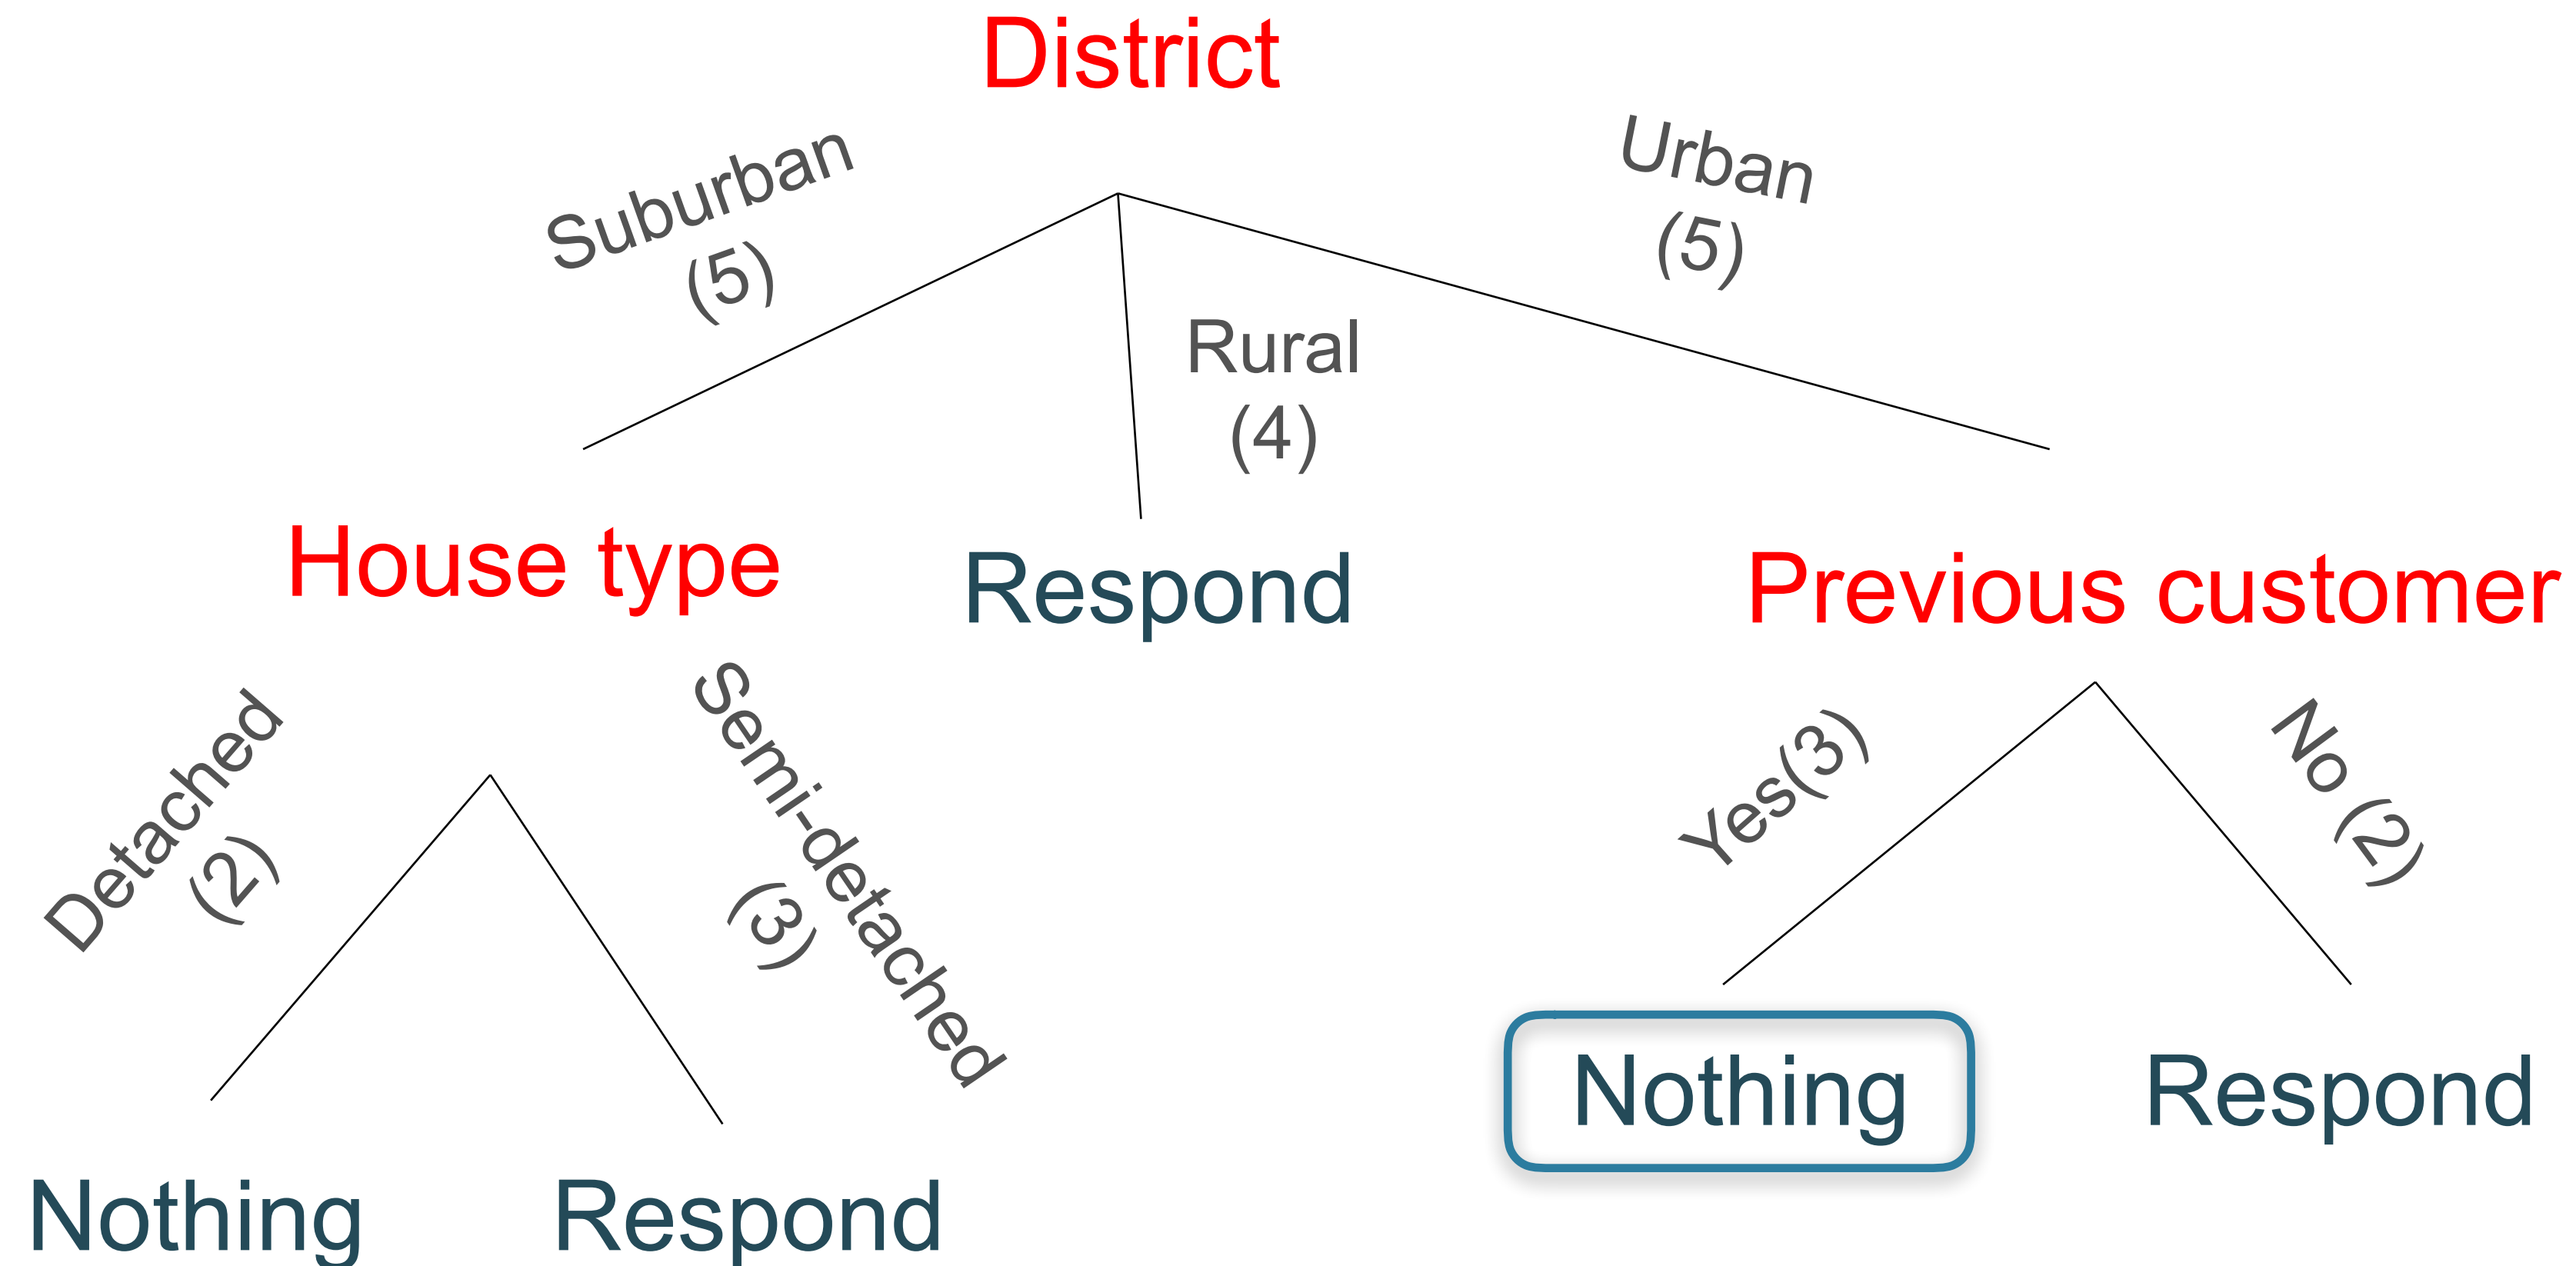 District
Suburban
(5)
Urban
(5)
Rural
(4)
House type
Respond
Previous customer
Detached
(2)
Semi-detached
(3)
Yes(3)
No (2)
Nothing
Respond
Nothing
Respond